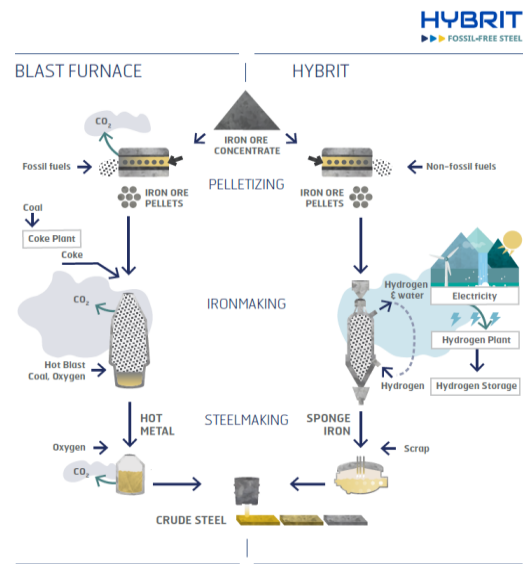 HYBRIT
FOSSIL-FREE STEEL
BLAST FURNACE
HYBRIT
CO2
IRON ORE
CONCENTRATE
Fossil fuels
Non-fossil fuels
PELLETIZING
IRON ORE
PELLETS
IRON ORE
PELLETS
Coal
Coke Plant
Coke
CO2
IRONMAKING
Hydrogen
& water
Electricity
Hydrogen Plant
Hot Blast
Coal, Oxygen
Hydrogen
Hydrogen Storage
HOT
METAL
STEELMAKING
SPONGE
IRON
Oxygen
Scrap
CO2
CRUDE STEEL